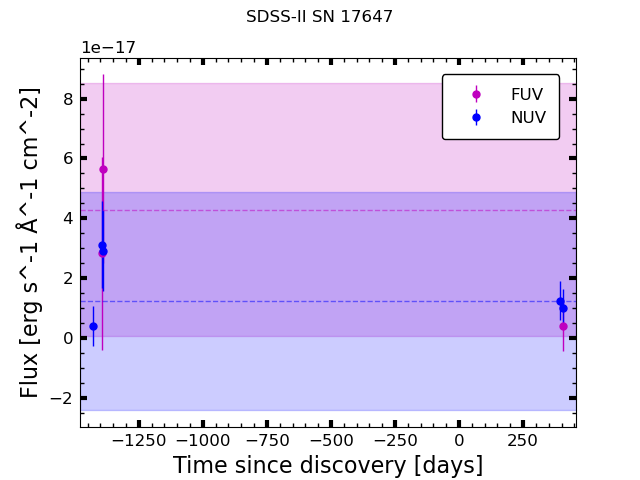 SDSS-II SN 17647
1e−17
FUV
NUV
8
6
4
2
0
−2
Flux [erg s^-1 Å^-1 cm^-2]
−1250 −1000 −750 −500 −250 0 250
Time since discovery [days]